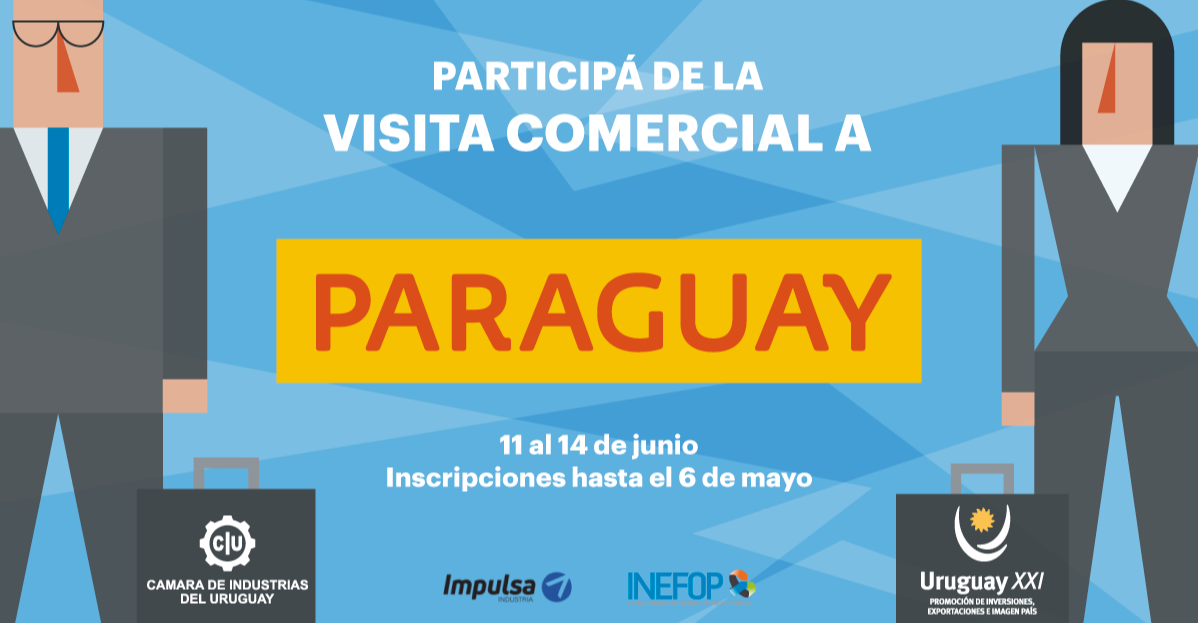 PARTICIPÁ DE LA
VISITA COMERCIAL A
PARAGUAY
11 al 14 de junio
Inscripciones hasta el 6 de mayo
CIU
CAMARA DE INDUSTRIAS
DEL URUGUAY
Impulsa
INDUSTRIA
INEFOP
Uruguay XXI
PROMOCIÓN DE INVERSIONES,
EXPORTACIONES E IMAGEN PAÍS